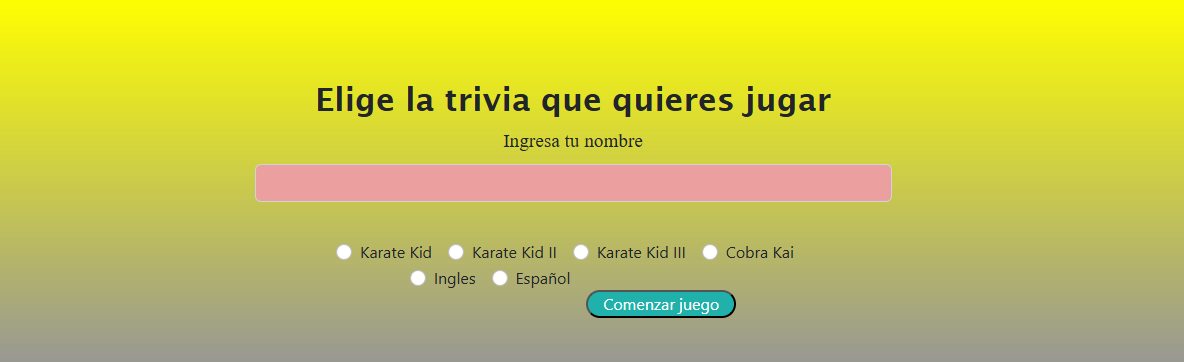 Elige la trivia que quieres jugar
Ingresa tu nombre
Karate Kid Karate Kid II Karate Kid III Cobra Kai
Ingles Español
Comenzar juego